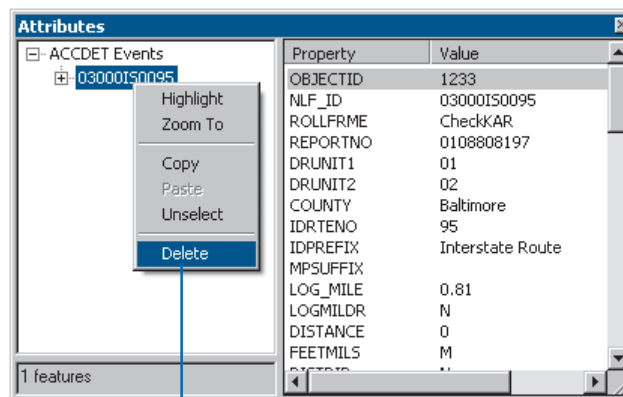 Attributes
ACCDET Events
03000IS0095
Highlight
Zoom To
Copy
Paste
Unselect
Delete
1 features
Property Value
OBJECTID 1233
NLF_ID 03000IS0095
ROLLFRME CheckKAR
REPORTNO 0108808197
DRUNIT1 01
DRUNIT2 02
COUNTY Baltimore
IDRTENO 95
IDPREFIX Interstate Route
MPSUFFIX
LOG_MILE 0.81
LOGMILDR N
DISTANCE 0
FEETMILS M